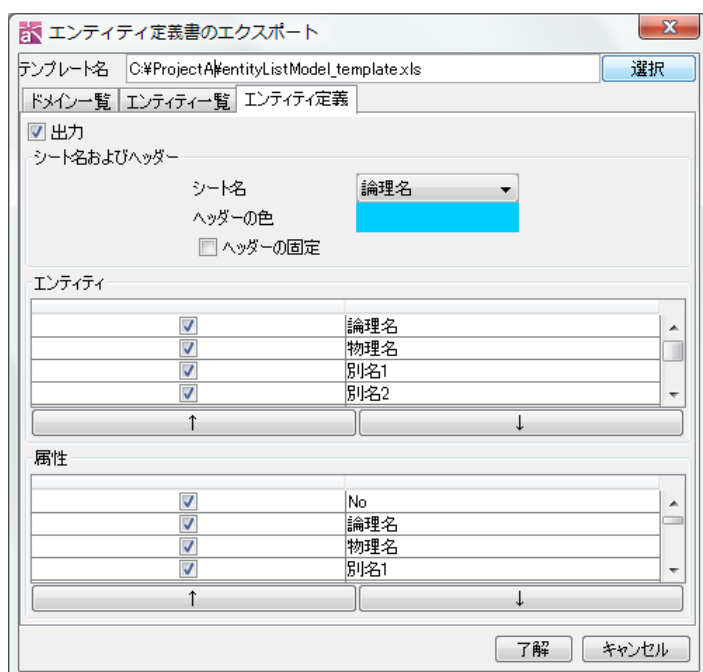 エンティティ定義書のエクスポート
テンプレート名 C:¥ProjectA¥entityListModel_template.xls 選択
ドメイン一覧 エンティティ一覧 エンティティ定義
出力
シート名およびヘッダー
シート名 論理名
ヘッダーの色
ヘッダーの固定
エンティティ
論理名
物理名
別名1
別名2
↑ ↓
属性
No
論理名
物理名
別名1
↑ ↓
了解 キャンセル